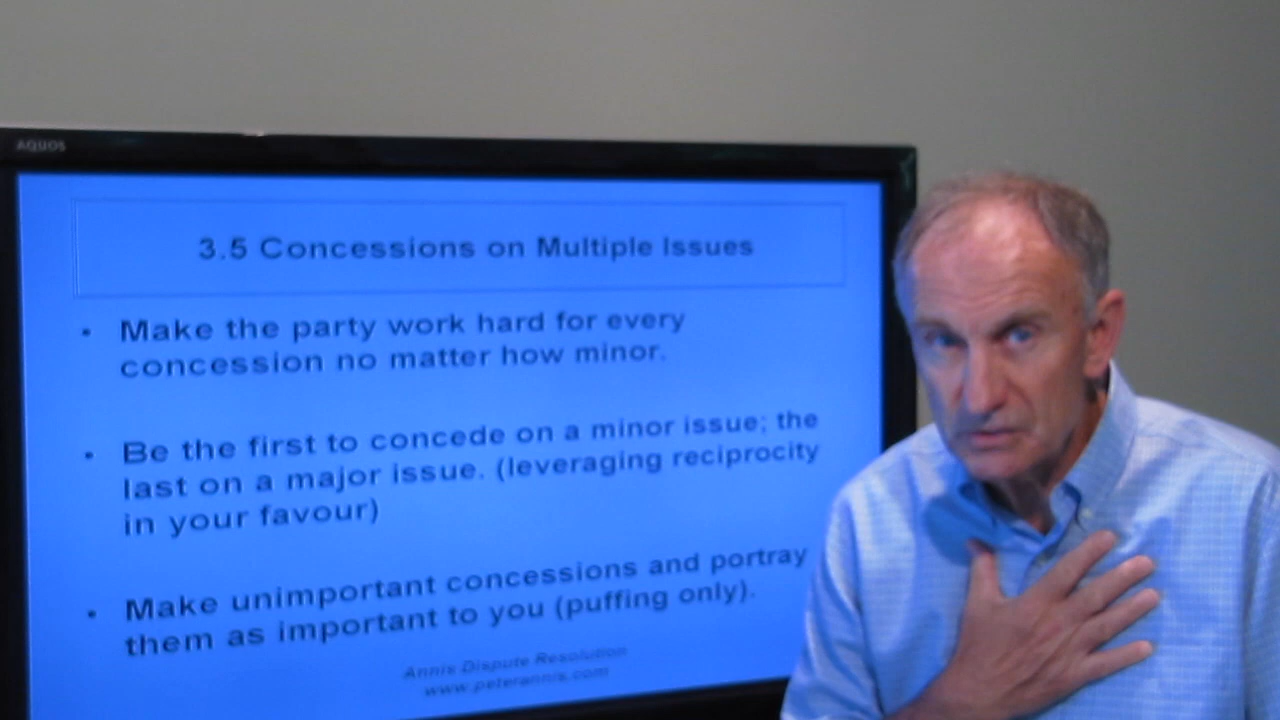 AQUOS
3.5 Concessions on Multiple Issues
• Make the party work hard for every
concession no matter how minor.
• Be the first to concede on a minor issue; the
last on a major issue. (leveraging reciprocity
in your favour)
• Make unimportant concessions and portray
them as important to you (puffing only).
Annis Dispute Resolution
www.peterannis.com